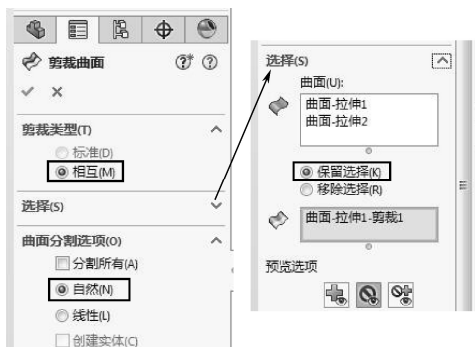 剪裁曲面
剪裁类型(T)
标准(D)
相互(M)
选择(S)
曲面分割选项(O)
分割所有(A)
自然(N)
线性(L)
创建实体(C)
选择(S)
曲面(U):
曲面-拉伸1
曲面-拉伸2
保留选择(K)
移除选择(R)
曲面-拉伸1-剪裁1
预览选项